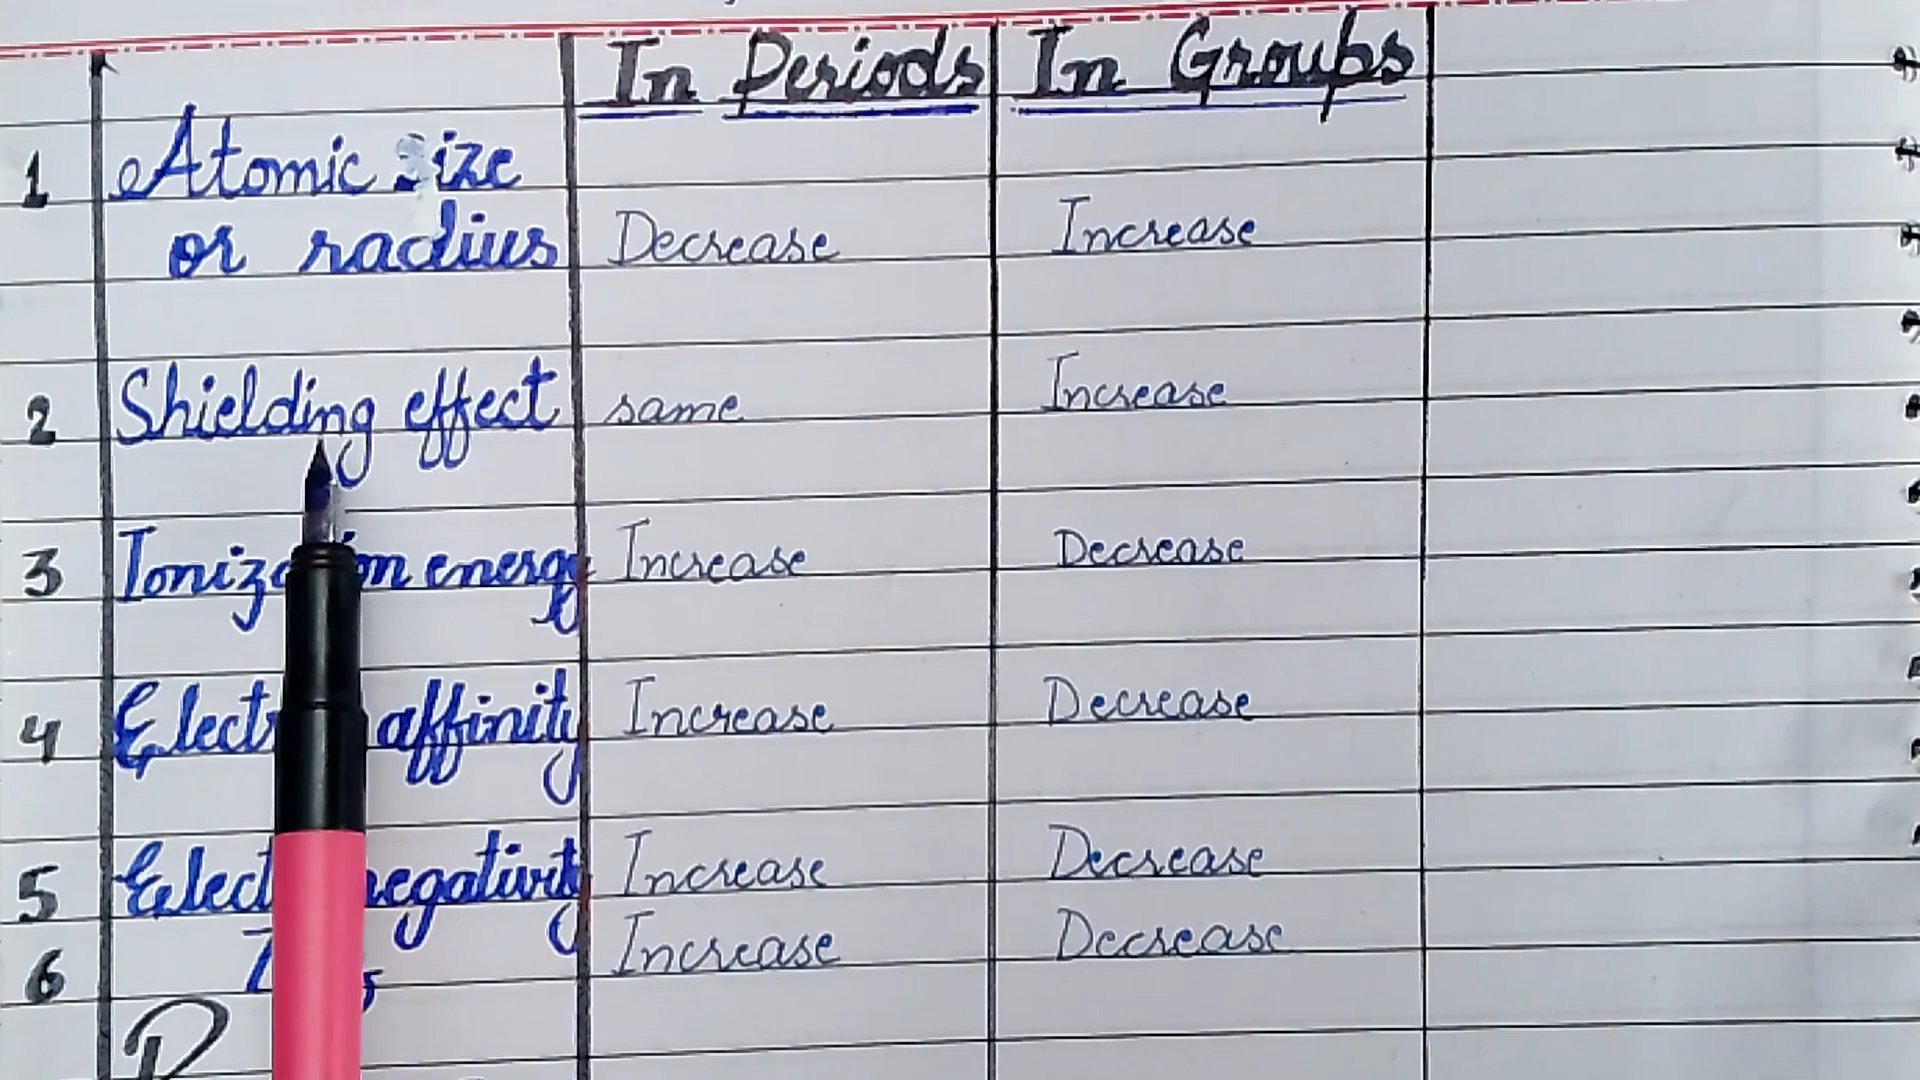 In Periods In Groups
1 Atomic size
or radius Decrease Increase
2 Shielding effect same Increase
3 energy Increase Decrease
4 affinity Increase Decrease
5 Increase Decrease
6 Increase Decrease